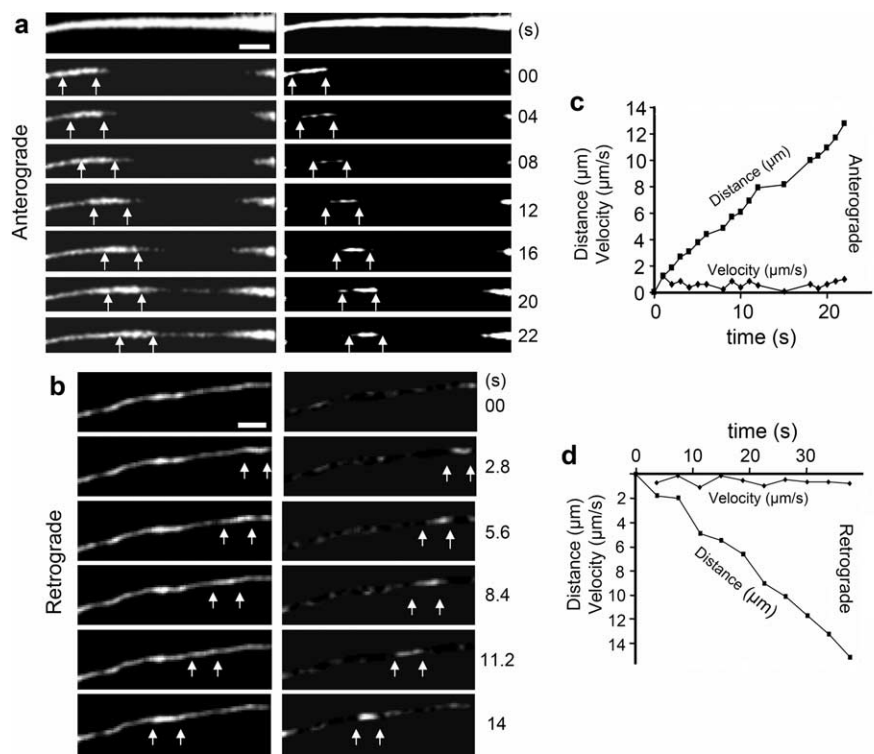 a
(s)
Anterograde
00
04
08
12
16
20
22
b
(s)
Retrograde
00
2.8
5.6
8.4
11.2
14
c
Distance (µm)
Velocity (µm/s)
14
12
10
8
6
4
2
0
Distance (µm)
Velocity (µm/s)
Anterograde
0
10
20
time (s)
d
time (s)
0
10
20
30
Distance (µm)
Velocity (µm/s)
2
4
6
8
10
12
14
Velocity (µm/s)
Distance (µm)
Retrograde